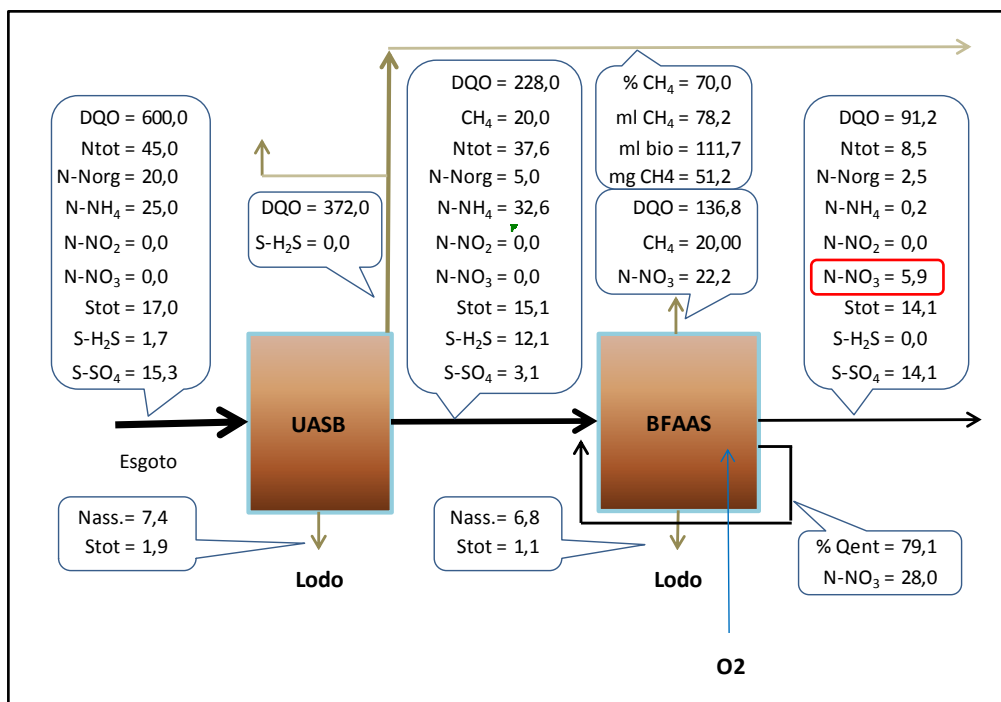 DQO = 600,0
Ntot = 45,0
N-Norg = 20,0
N-NH₄ = 25,0
N-NO₂ = 0,0
N-NO₃ = 0,0
Stot = 17,0
S-H₂S = 1,7
S-SO₄ = 15,3
DQO = 372,0
S-H₂S = 0,0
DQO = 228,0
CH₄ = 20,0
Ntot = 37,6
N-Norg = 5,0
N-NH₄ = 32,6
N-NO₂ = 0,0
N-NO₃ = 0,0
Stot = 15,1
S-H₂S = 12,1
S-SO₄ = 3,1
% CH₄ = 70,0
ml CH₄ = 78,2
ml bio = 111,7
mg CH4 = 51,2
DQO = 136,8
CH₄ = 20,00
N-NO₃ = 22,2
DQO = 91,2
Ntot = 8,5
N-Norg = 2,5
N-NH₄ = 0,2
N-NO₂ = 0,0
N-NO₃ = 5,9
Stot = 14,1
S-H₂S = 0,0
S-SO₄ = 14,1
Esgoto
UASB
BFAAS
Nass.= 7,4
Stot = 1,9
Lodo
Nass.= 6,8
Stot = 1,1
Lodo
% Qent = 79,1
N-NO₃ = 28,0
O2